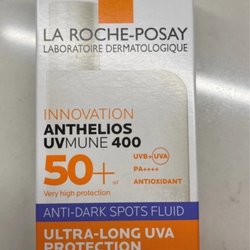 LA ROCHE-POSAY
LABORATOIRE DERMATOLOGIQUE
INNOVATION
ANTHELIOS
UVMUNE 400
50+
Very high protection
UVB+UVA
PA++++
ANTIOXIDANT
ANTI-DARK SPOTS FLUID
ULTRA-LONG UVA
PROTECTION